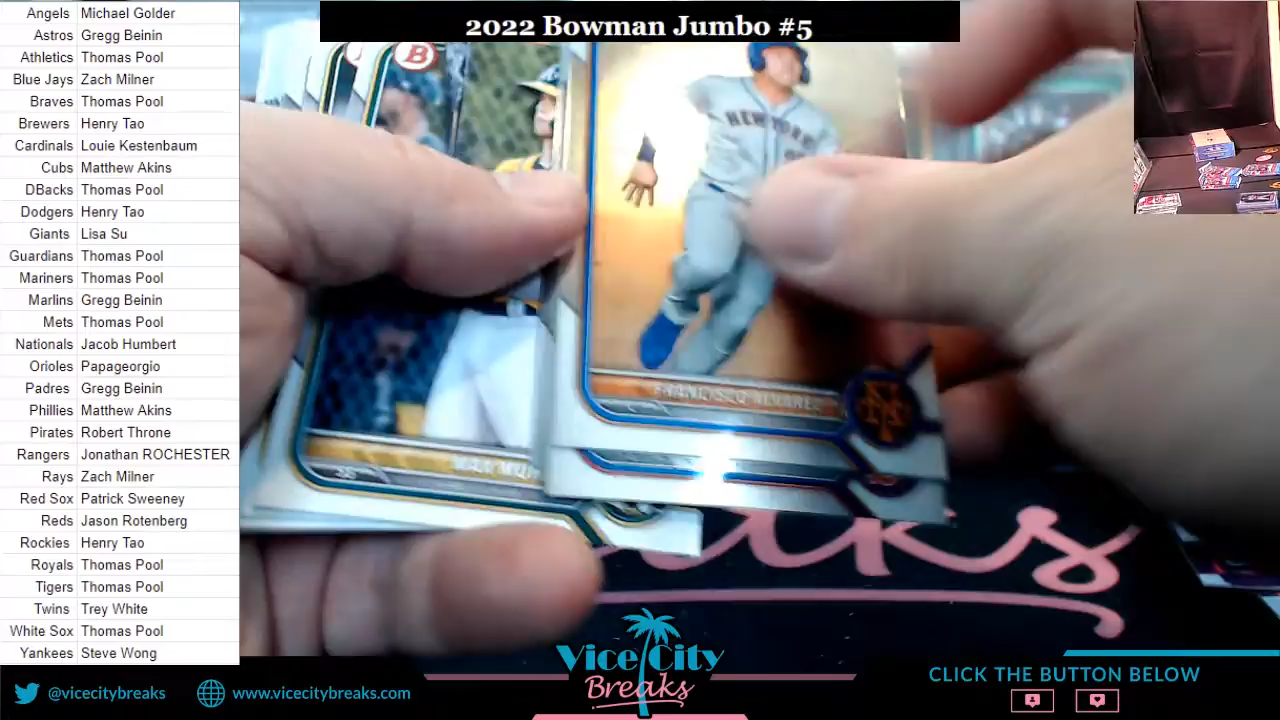 2022 Bowman Jumbo #5
Angels Michael Golder
Astros Gregg Beinin
Athletics Thomas Pool
Blue Jays Zach Milner
Braves Thomas Pool
Brewers Henry Tao
Cardinals Louie Kestenbaum
Cubs Matthew Akins
DBacks Thomas Pool
Dodgers Henry Tao
Giants Lisa Su
Guardians Thomas Pool
Mariners Thomas Pool
Marlins Gregg Beinin
Mets Thomas Pool
Nationals Jacob Humbert
Orioles Papageorgio
Padres Gregg Beinin
Phillies Matthew Akins
Pirates Robert Throne
Rangers Jonathan ROCHESTER
Rays Zach Milner
Red Sox Patrick Sweeney
Reds Jason Rotenberg
Rockies Henry Tao
Royals Thomas Pool
Tigers Thomas Pool
Twins Trey White
White Sox Thomas Pool
Yankees Steve Wong
B
NEW YORK
FRANCISCO ALVAREZ
NY
Vice City
Breaks
@vicecitybreaks
www.vicecitybreaks.com
CLICK THE BUTTON BELOW